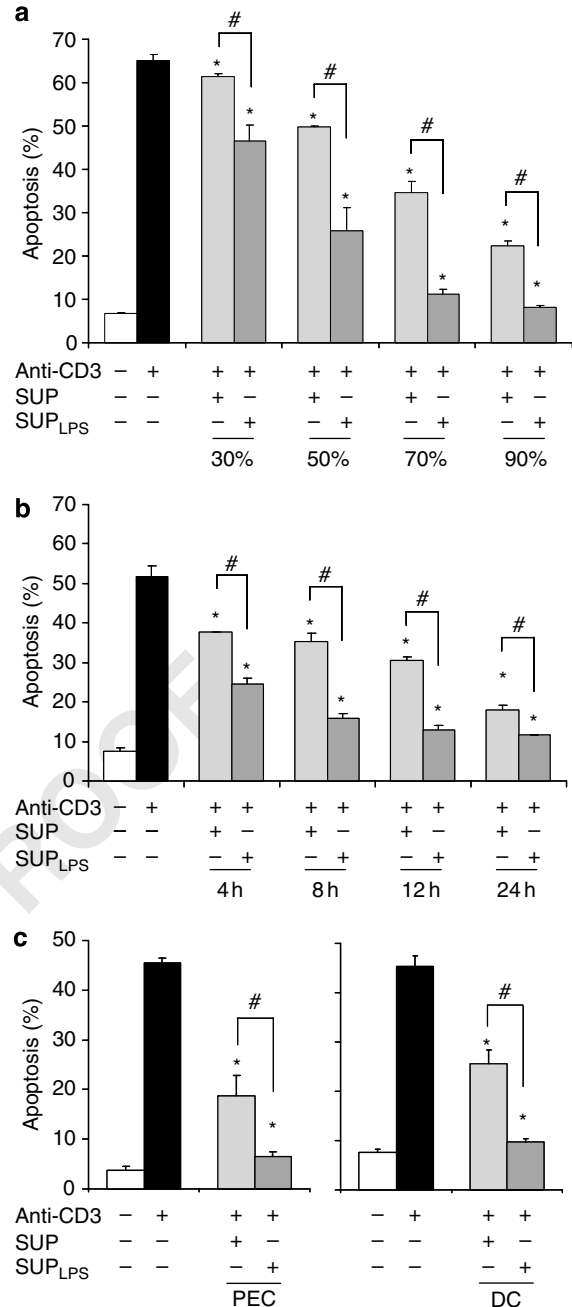 a
#
#
#
#
* * * * * * * *
70
60
50
40
30
20
10
0
Apoptosis (%)
Anti-CD3 – + + + + + + + + +
SUP – – + – + – + – + –
SUPLPS – – – + – + – + – +
30% 50% 70% 90%
b
#
#
#
#
* * * * * * * *
70
60
50
40
30
20
10
0
Apoptosis (%)
Anti-CD3 – + + + + + + + + +
SUP – – + – + – + – + –
SUPLPS – – – + – + – + – +
4 h 8 h 12 h 24 h
PROOF
c
# #
* * * *
50
40
30
20
10
0
Apoptosis (%)
Anti-CD3 – + + + – + + +
SUP – – + – – – + –
SUPLPS – – – + – – – +
PEC DC